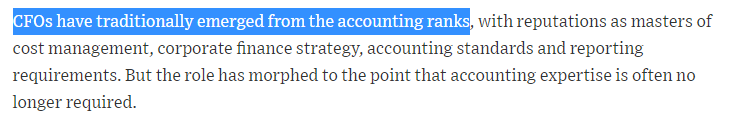 CFOs have traditionally emerged from the accounting ranks, with reputations as masters of
cost management, corporate finance strategy, accounting standards and reporting
requirements. But the role has morphed to the point that accounting expertise is often no
longer required.